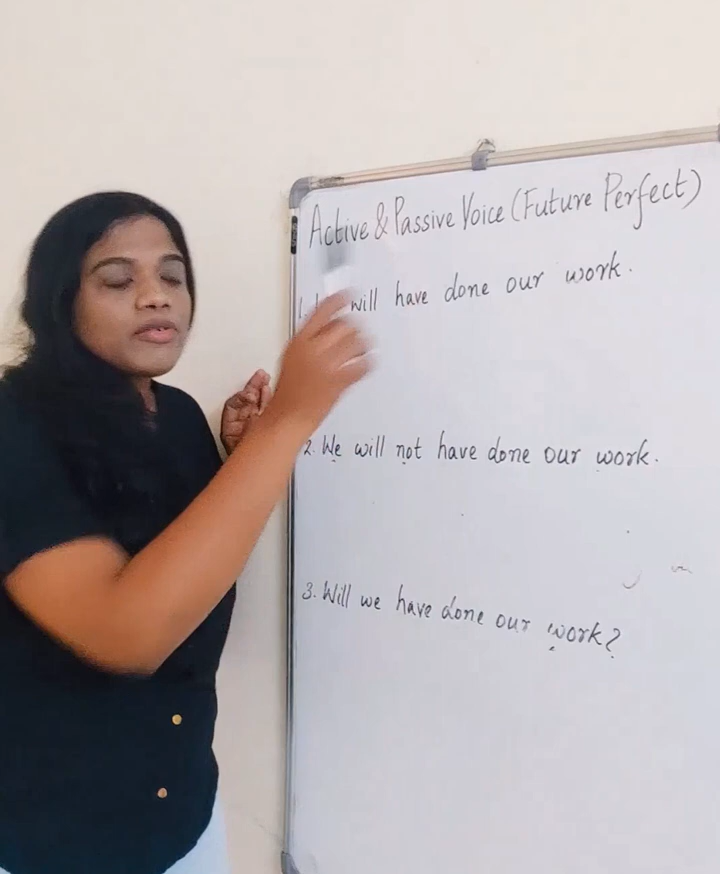 Active & Passive Voice (Future Perfect)
1. will have done our work.
2. We will not have done our work.
3. Will we have done our work?